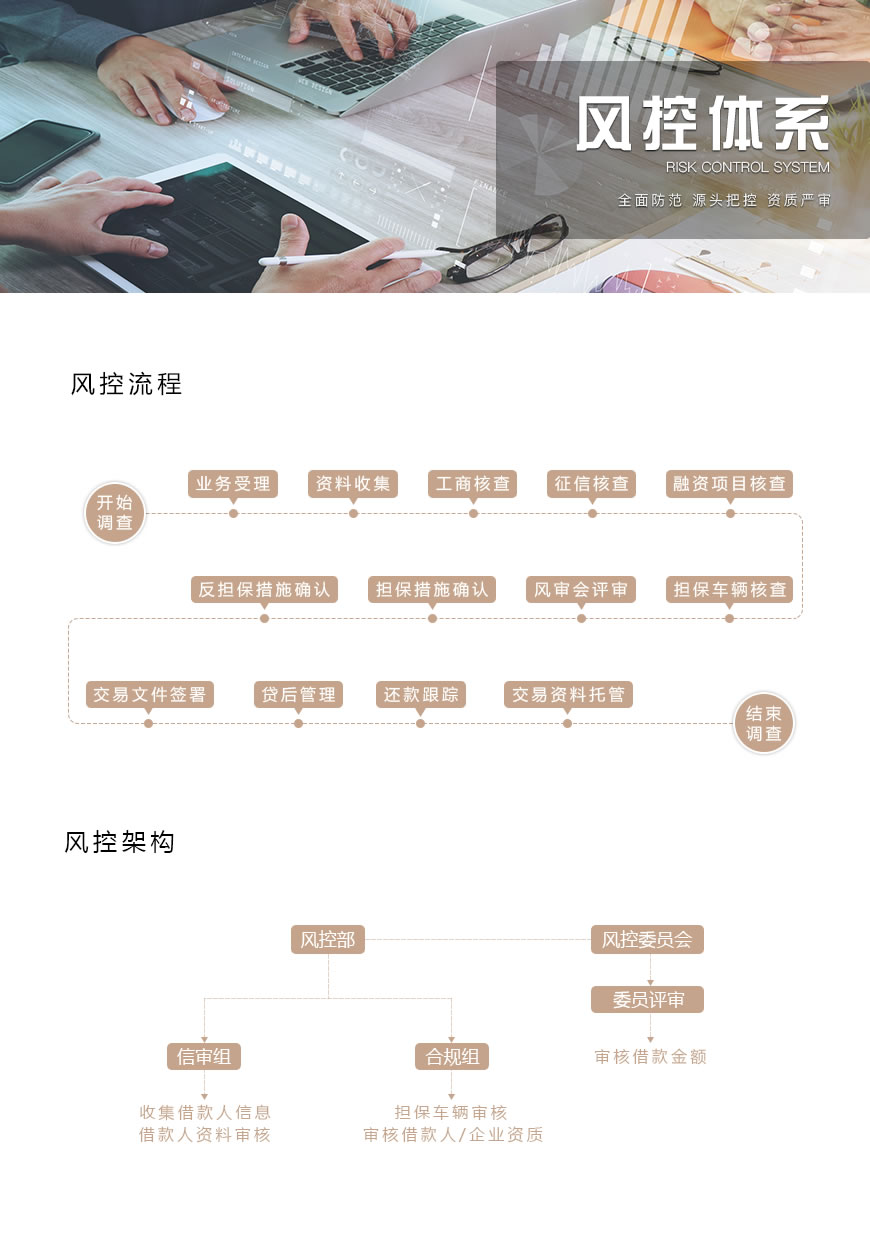 风控体系
RISK CONTROL SYSTEM
全面防范 源头把控 资质严审
风控流程
开始
调查
业务受理
资料收集
工商核查
征信核查
融资项目核查
反担保措施确认
担保措施确认
风审会评审
担保车辆核查
交易文件签署
贷后管理
还款跟踪
交易资料托管
结束
调查
风控架构
风控部
风控委员会
委员评审
审核借款金额
信审组
合规组
收集借款人信息
借款人资料审核
担保车辆审核
审核借款人/企业资质